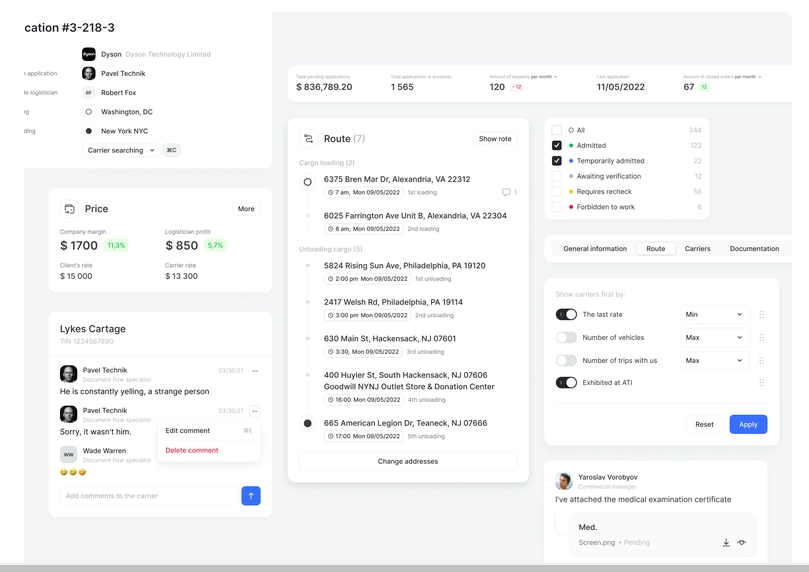 cation #3-218-3
dyson Dyson Dyson Technology Limited
application Pavel Technik
le logistician RF Robert Fox
Washington, DC
ding New York NYC
Carrier searching ⌘C
Price More
Company margin Logistician profit
$ 1700 11,3% $ 850 5,7%
Client's rate Carrier rate
$ 15 000 $ 13 300
Lykes Cartage
TIN 1234567890
Pavel Technik 03/30/21
Document flow specialist
He is constantly yelling, a strange person
Pavel Technik 03/30/21
Document flow specialist
Sorry, it wasn't him.
Edit comment ⌘E
Delete comment
WW Wade Warren
Document flow specialist
🤣🤣🤣
Add comments to the carrier
Total pending applications Total applications in accounts Amount of requests per month Last application Amount of closed orders per month
$ 836,789.20 1 565 120 - 12 11/05/2022 67 12
Route (7) Show rote
Cargo loading (2)
6375 Bren Mar Dr, Alexandria, VA 22312
7 am, Mon 09/05/2022 1st loading 1
6025 Farrington Ave Unit B, Alexandria, VA 22304
8 am, Mon 09/05/2022 2nd loading
Unloading cargo (5)
5824 Rising Sun Ave, Philadelphia, PA 19120
2:00 pm Mon 09/05/2022 1st unloading
2417 Welsh Rd, Philadelphia, PA 19114
3:00 pm Mon 09/05/2022 2nd unloading
630 Main St, Hackensack, NJ 07601
3:30, Mon 09/05/2022 3rd unloading
400 Huyler St, South Hackensack, NJ 07606
Goodwill NYNJ Outlet Store & Donation Center
16:00 Mon 09/05/2022 4th unloading
665 American Legion Dr, Teaneck, NJ 07666
17:00 Mon 09/05/2022 5th unloading
Change addresses
All 244
Admitted 123
Temporarily admitted 22
Awaiting verification 12
Requires recheck 56
Forbidden to work 6
General information Route Carriers Documentation
Show carriers first by:
The last rate Min
Number of vehicles Max
Number of trips with us Max
Exhibited at ATI
Reset Apply
Yaroslav Vorobyov
Commercial manager
I've attached the medical examination certificate
Med.
Screen.png • Pending